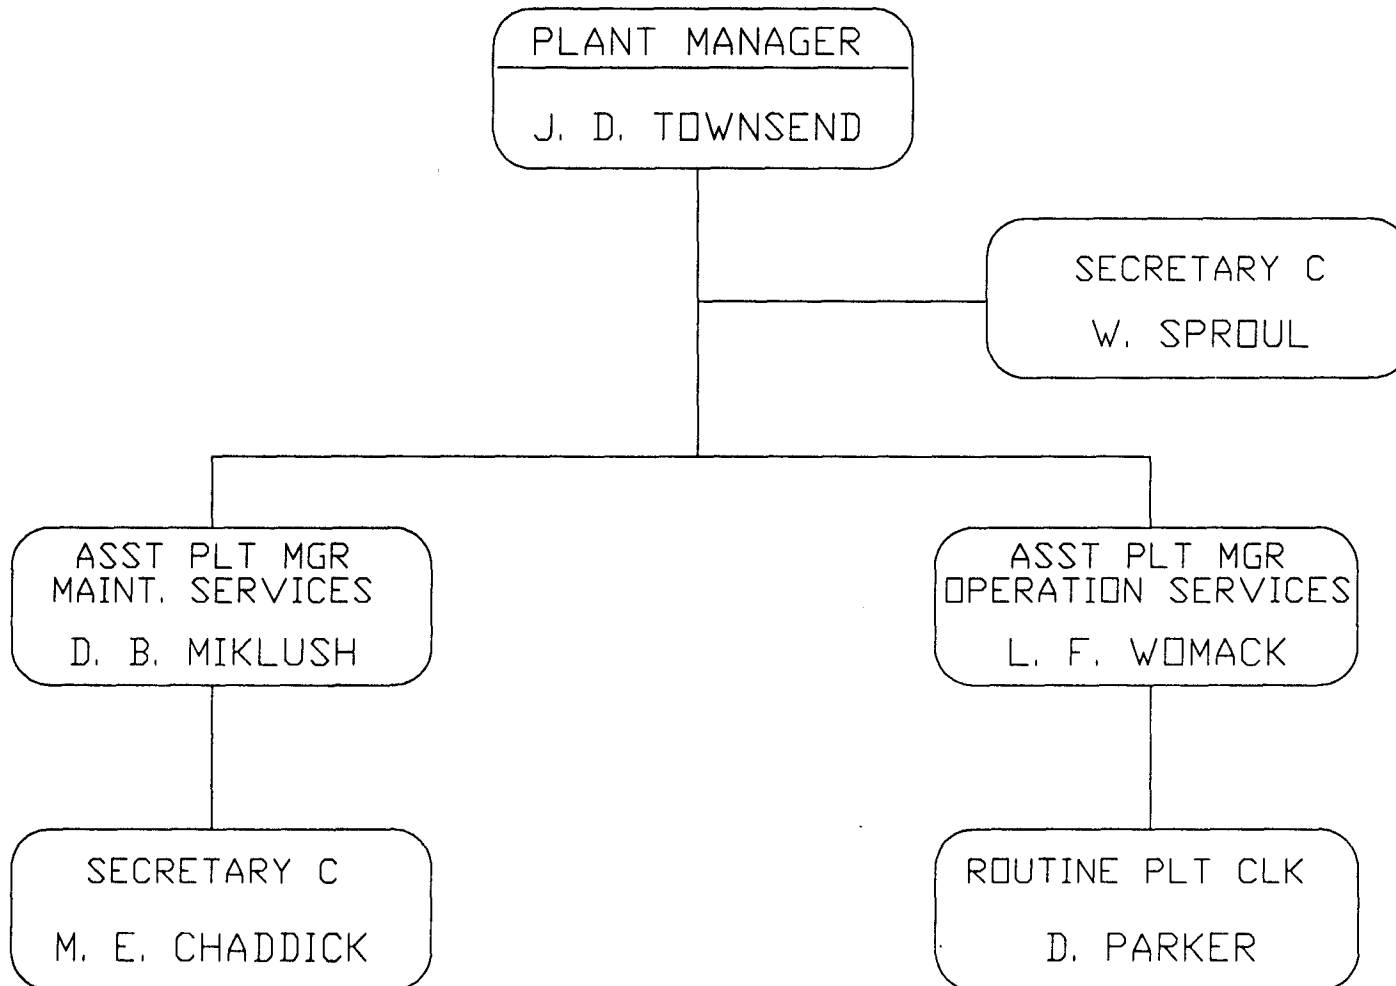 PLANT MANAGER
J. D. TOWNSEND
SECRETARY C
W. SPROUL
ASST PLT MGR
MAINT. SERVICES
D. B. MIKLUSH
ASST PLT MGR
OPERATION SERVICES
L. F. WOMACK
SECRETARY C
M. E. CHADDICK
ROUTINE PLT CLK
D. PARKER